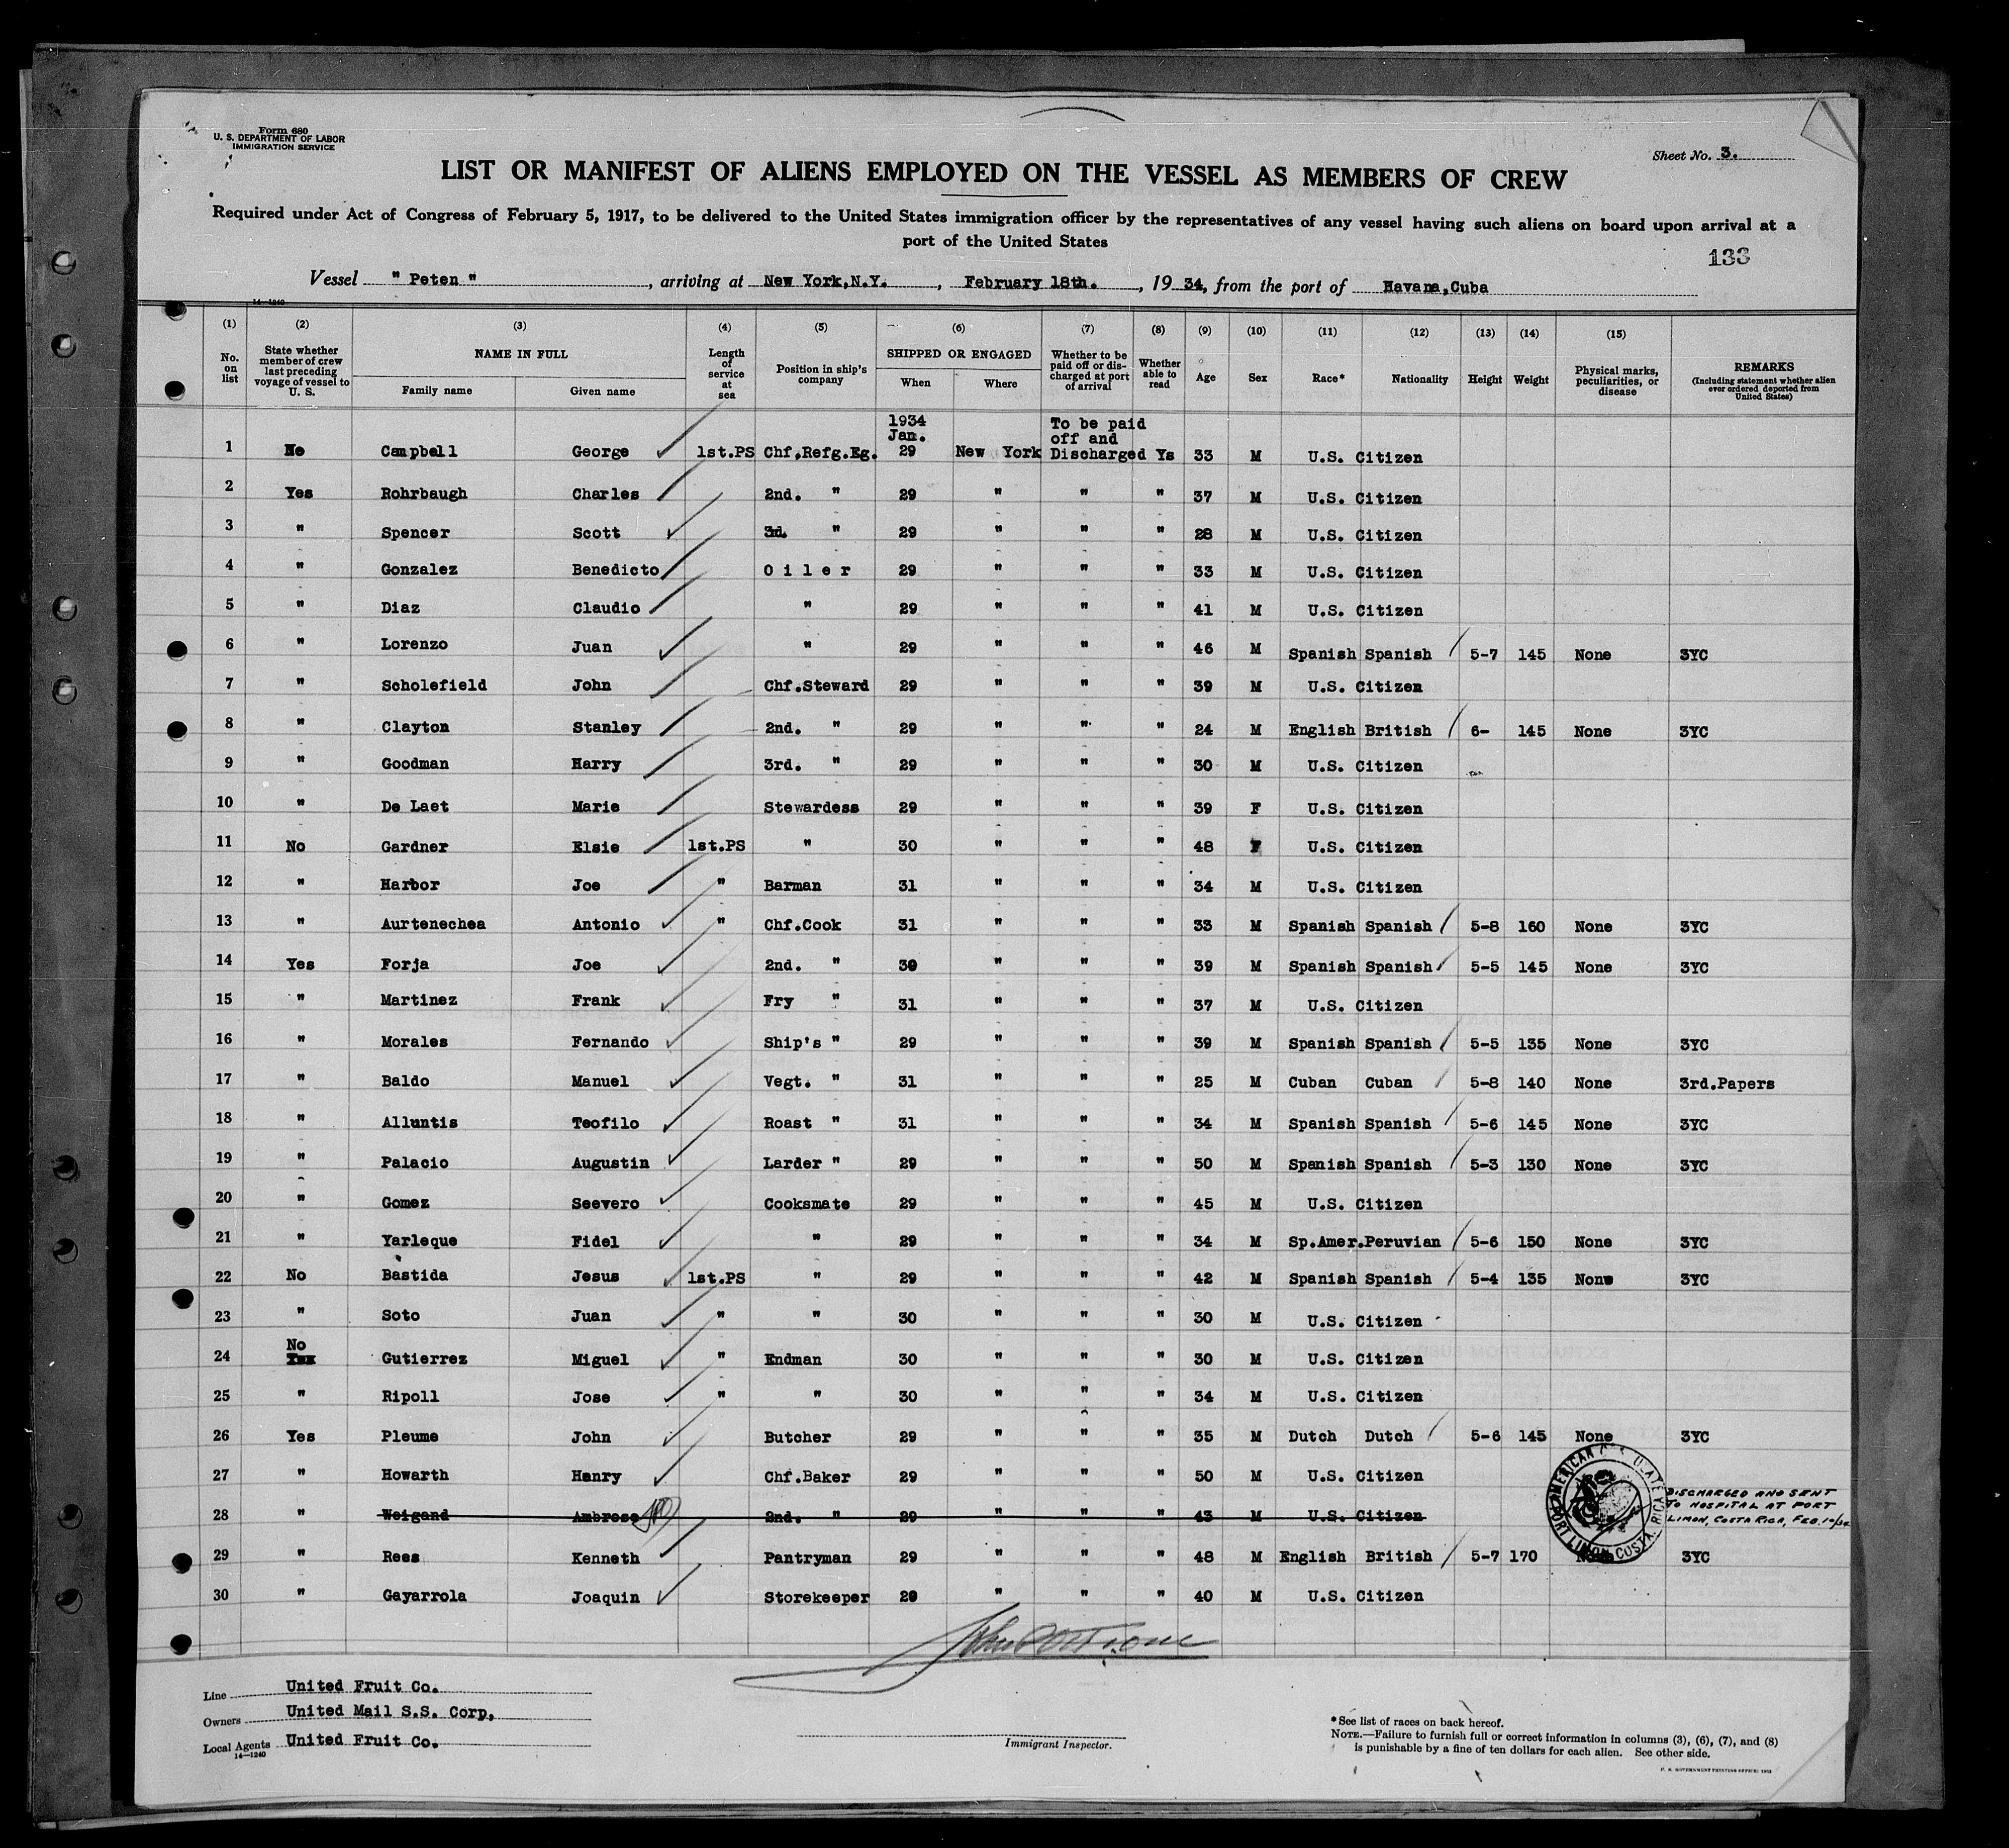 Form 680
U. S. DEPARTMENT OF LABOR
IMMIGRATION SERVICE
Sheet No. 3.
LIST OR MANIFEST OF ALIENS EMPLOYED ON THE VESSEL AS MEMBERS OF CREW
Required under Act of Congress of February 5, 1917, to be delivered to the United States immigration officer by the representatives of any vessel having such aliens on board upon arrival at a
port of the United States
133
Vessel " Peten ", arriving at New York,N.Y., February 18th., 19 34, from the port of Havana,Cuba
14—1240
(1) (2) (3) (4) (5) (6) (7) (8) (9) (10) (11) (12) (13) (14) (15)
No. on list State whether member of crew last preceding voyage of vessel to U. S. NAME IN FULL Family name Given name Length of service at sea Position in ship's company SHIPPED OR ENGAGED When Where Whether to be paid off or discharged at port of arrival Whether able to read Age Sex Race* Nationality Height Weight Physical marks, peculiarities, or disease REMARKS (Including statement whether alien ever ordered deported from United States)
1934 To be paid
Jan. off and
1 No Campbell George 1st.PS Chf,Refg.Eg. 29 New York Discharged Ys 33 M U.S. Citizen
2 Yes Rohrbaugh Charles 2nd. " 29 " " " 37 M U.S. Citizen
3 " Spencer Scott 3d. " 29 " " " 28 M U.S. Citizen
4 " Gonzalez Benedicto O i l e r 29 " " " 33 M U.S. Citizen
5 " Diaz Claudio " 29 " " " 41 M U.S. Citizen
6 " Lorenzo Juan " 29 " " " 46 M Spanish Spanish 5-7 145 None 3YC
7 " Scholefield John Chf.Steward 29 " " " 39 M U.S. Citizen
8 " Clayton Stanley 2nd. " 29 " " " 24 M English British 6- 145 None 3YC
9 " Goodman Harry 3rd. " 29 " " " 30 M U.S. Citizen
10 " De Laet Marie Stewardess 29 " " " 39 F U.S. Citizen
11 No Gardner Elsie 1st.PS " 30 " " " 48 F U.S. Citizen
12 " Harbor Joe " Barman 31 " " " 34 M U.S. Citizen
13 " Aurtenechea Antonio " Chf.Cook 31 " " " 33 M Spanish Spanish 5-8 160 None 3YC
14 Yes Forja Joe 2nd. " 30 " " " 39 M Spanish Spanish 5-5 145 None 3YC
15 " Martinez Frank Fry " 31 " " " 37 M U.S. Citizen
16 " Morales Fernando Ship's " 29 " " " 39 M Spanish Spanish 5-5 135 None 3YC
17 " Baldo Manuel Vegt. " 31 " " " 25 M Cuban Cuban 5-8 140 None 3rd.Papers
18 " Alluntis Teofilo Roast " 31 " " " 34 M Spanish Spanish 5-6 145 None 3YC
19 " Palacio Augustin Larder " 29 " " " 50 M Spanish Spanish 5-3 130 None 3YC
20 " Gomez Seevero Cooksmate 29 " " " 45 M U.S. Citizen
21 " Yarleque Fidel " 29 " " " 34 M Sp.Amer. Peruvian 5-6 150 None 3YC
22 No Bastida Jesus 1st.PS " 29 " " " 42 M Spanish Spanish 5-4 135 None 3YC
23 " Soto Juan " " 30 " " " 30 M U.S. Citizen
No
24 Yes Gutierrez Miguel " Endman 30 " " " 30 M U.S. Citizen
25 " Ripoll Jose " " 30 " " " 34 M U.S. Citizen
26 Yes Pleume John Butcher 29 " " " 35 M Dutch Dutch 5-6 145 None 3YC
27 " Howarth Henry Chf.Baker 29 " " " 50 M U.S. Citizen
28 " Weigand Ambrose 2nd. " 29 " " " 43 M U.S. Citizen DISCHARGED AND SENT
TO HOSPITAL AT PORT
LIMON, COSTA RICA, FEB. 10/34
AMERICAN CONSULATE PORT LIMON COSTA RICA
29 " Rees Kenneth Pantryman 29 " " " 48 M English British 5-7 170 None 3YC
30 " Gayarrola Joaquin Storekeeper 29 " " " 40 M U.S. Citizen
Line United Fruit Co.
Owners United Mail S.S. Corp,
Local Agents United Fruit Co.
14—1240
Immigrant Inspector.
*See list of races on back hereof.
NOTE.—Failure to furnish full or correct information in columns (3), (6), (7), and (8)
is punishable by a fine of ten dollars for each alien. See other side.